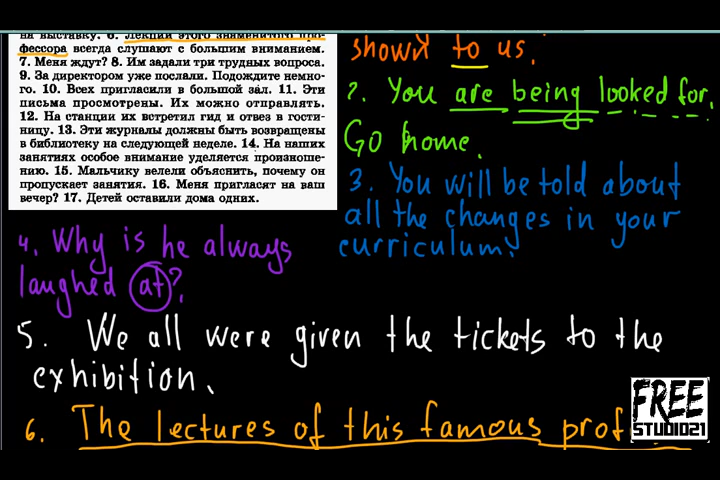 на выставку. 6. Лекции этого знаменитого про-
фессора всегда слушают с большим вниманием.
7. Меня ждут? 8. Им задали три трудных вопроса.
9. За директором уже послали. Подождите немно-
го. 10. Всех пригласили в большой зал. 11. Эти
письма просмотрены. Их можно отправлять.
12. На станции их встретил гид и отвез в гости-
ницу. 13. Эти журналы должны быть возвращены
в библиотеку на следующей неделе. 14. На наших
занятиях особое внимание уделяется произноше-
нию. 15. Мальчику велели объяснить, почему он
пропускает занятия. 16. Меня пригласят на ваш
вечер? 17. Детей оставили дома одних.
shown to us.
2. You are being looked for.
Go home.
3. You will be told about
all the changes in your
curriculum.
4. Why is he always
laughed at?
5. We all were given the tickets to the
exhibition.
6. The lectures of this famous prof
FREE
STUDIO21